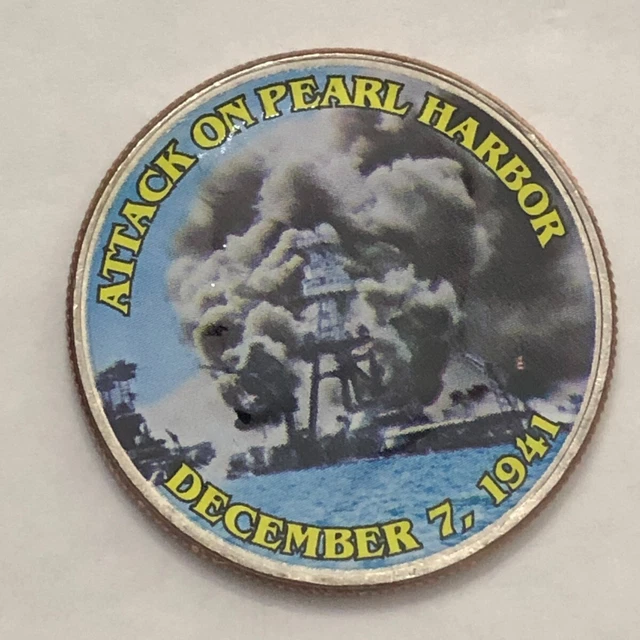 ATTACK ON PEARL HARBOR
DECEMBER 7, 1941